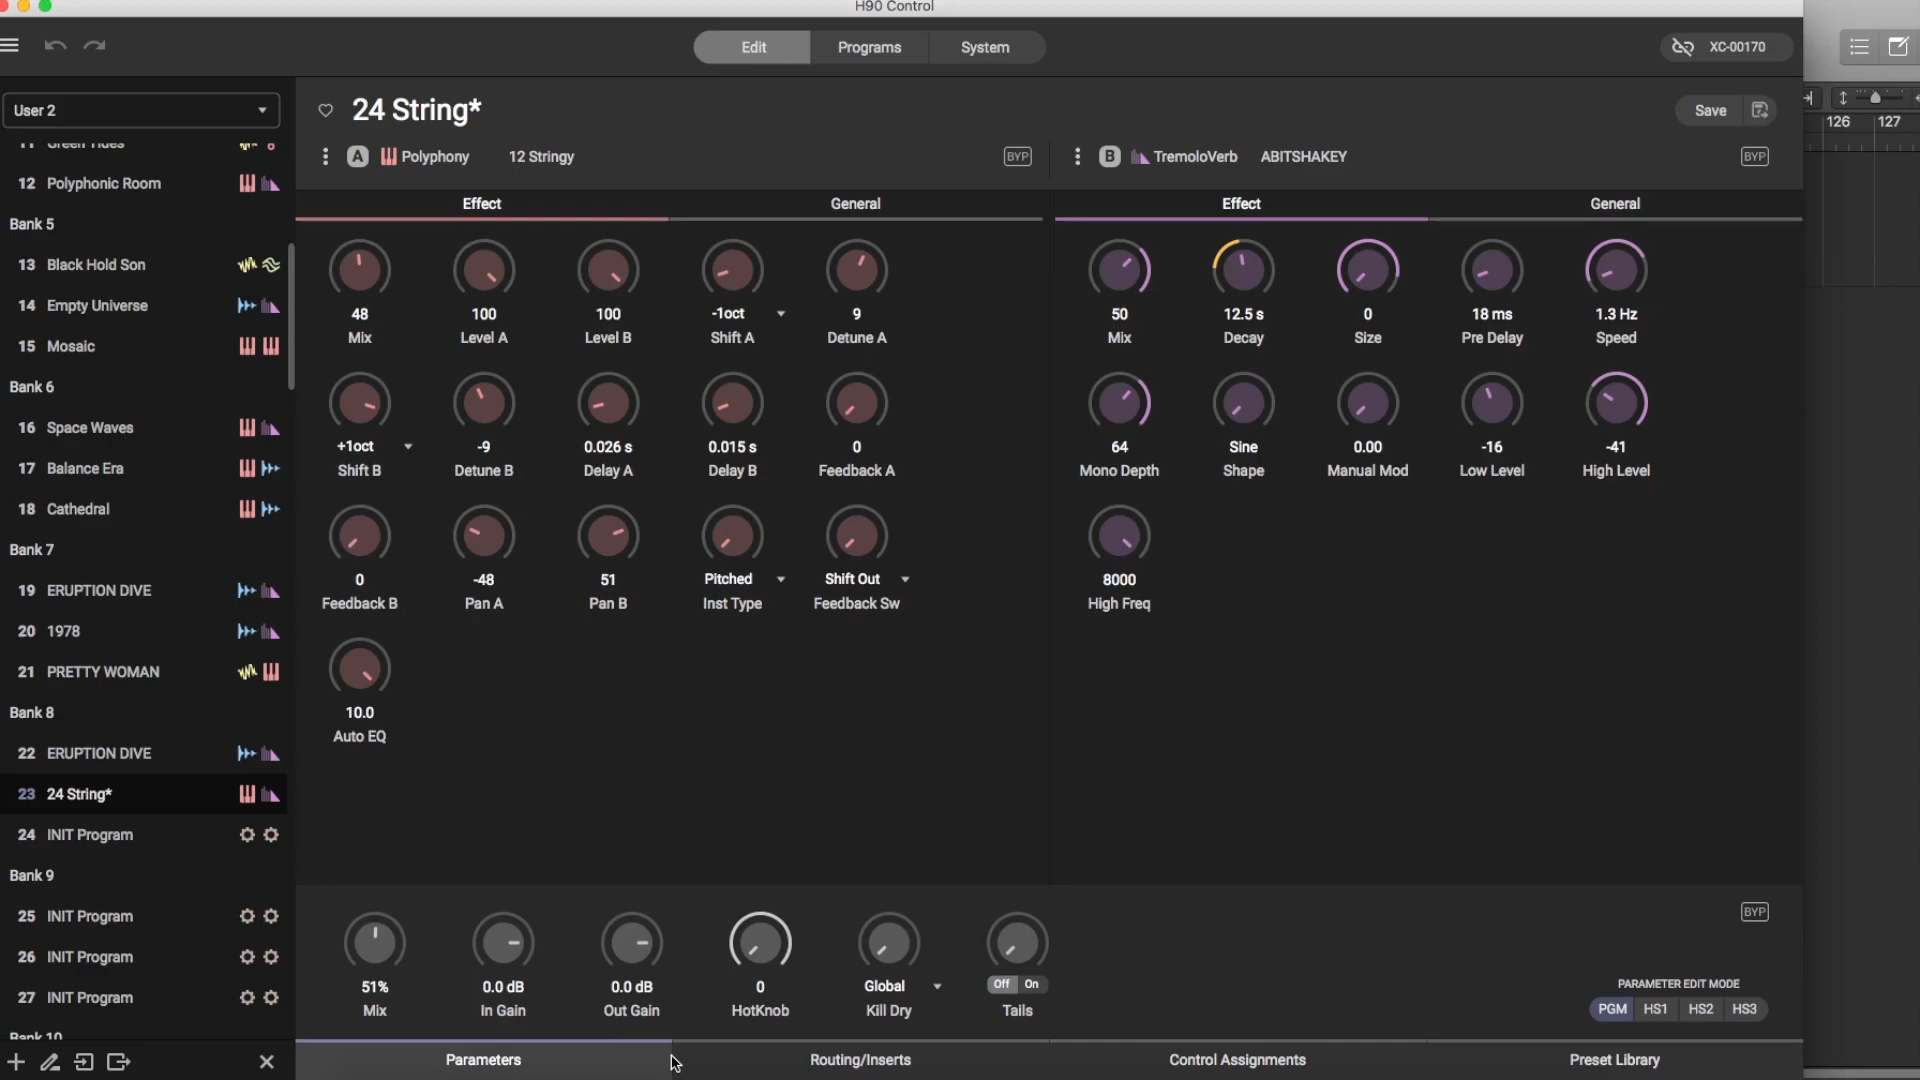 H90 Control
Edit
Programs
System
XC-00170
User 2
24 String*
Save
126
127
A
Polyphony
12 Stringy
BYP
B
TremoloVerb
ABITSHAKEY
BYP
11 Green Tides
12 Polyphonic Room
Bank 5
13 Black Hold Son
14 Empty Universe
15 Mosaic
Bank 6
16 Space Waves
17 Balance Era
18 Cathedral
Bank 7
19 ERUPTION DIVE
20 1978
21 PRETTY WOMAN
Bank 8
22 ERUPTION DIVE
23 24 String*
24 INIT Program
Bank 9
25 INIT Program
26 INIT Program
27 INIT Program
Bank 10
Effect
General
48
100
100
-1oct
9
Mix
Level A
Level B
Shift A
Detune A
+1oct
-9
0.026 s
0.015 s
0
Shift B
Detune B
Delay A
Delay B
Feedback A
0
-48
51
Pitched
Shift Out
Feedback B
Pan A
Pan B
Inst Type
Feedback Sw
10.0
Auto EQ
Effect
General
50
12.5 s
0
18 ms
1.3 Hz
Mix
Decay
Size
Pre Delay
Speed
64
Sine
0.00
-16
-41
Mono Depth
Shape
Manual Mod
Low Level
High Level
8000
High Freq
BYP
51%
0.0 dB
0.0 dB
0
Global
Off
On
Mix
In Gain
Out Gain
HotKnob
Kill Dry
Tails
PARAMETER EDIT MODE
PGM
HS1
HS2
HS3
Parameters
Routing/Inserts
Control Assignments
Preset Library